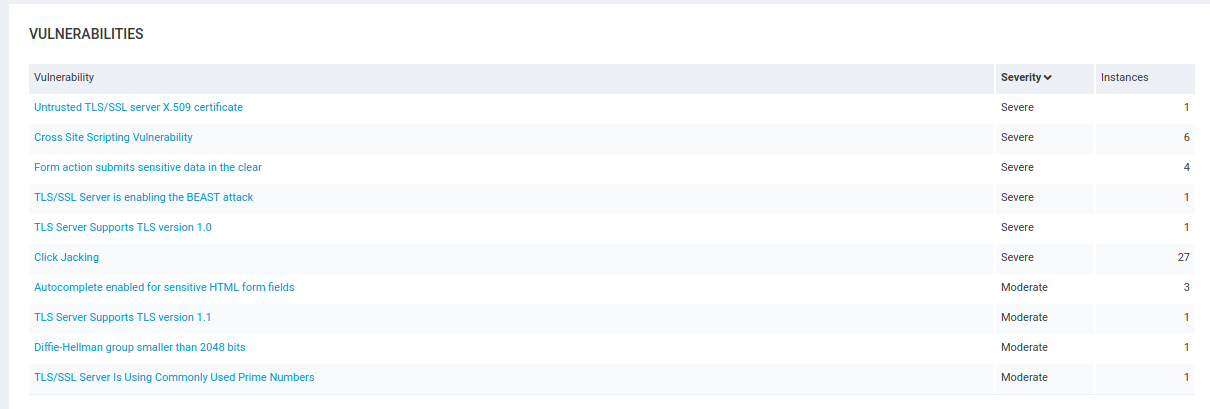 VULNERABILITIES
Vulnerability Severity Instances
Untrusted TLS/SSL server X.509 certificate Severe 1
Cross Site Scripting Vulnerability Severe 6
Form action submits sensitive data in the clear Severe 4
TLS/SSL Server is enabling the BEAST attack Severe 1
TLS Server Supports TLS version 1.0 Severe 1
Click Jacking Severe 27
Autocomplete enabled for sensitive HTML form fields Moderate 3
TLS Server Supports TLS version 1.1 Moderate 1
Diffie-Hellman group smaller than 2048 bits Moderate 1
TLS/SSL Server Is Using Commonly Used Prime Numbers Moderate 1